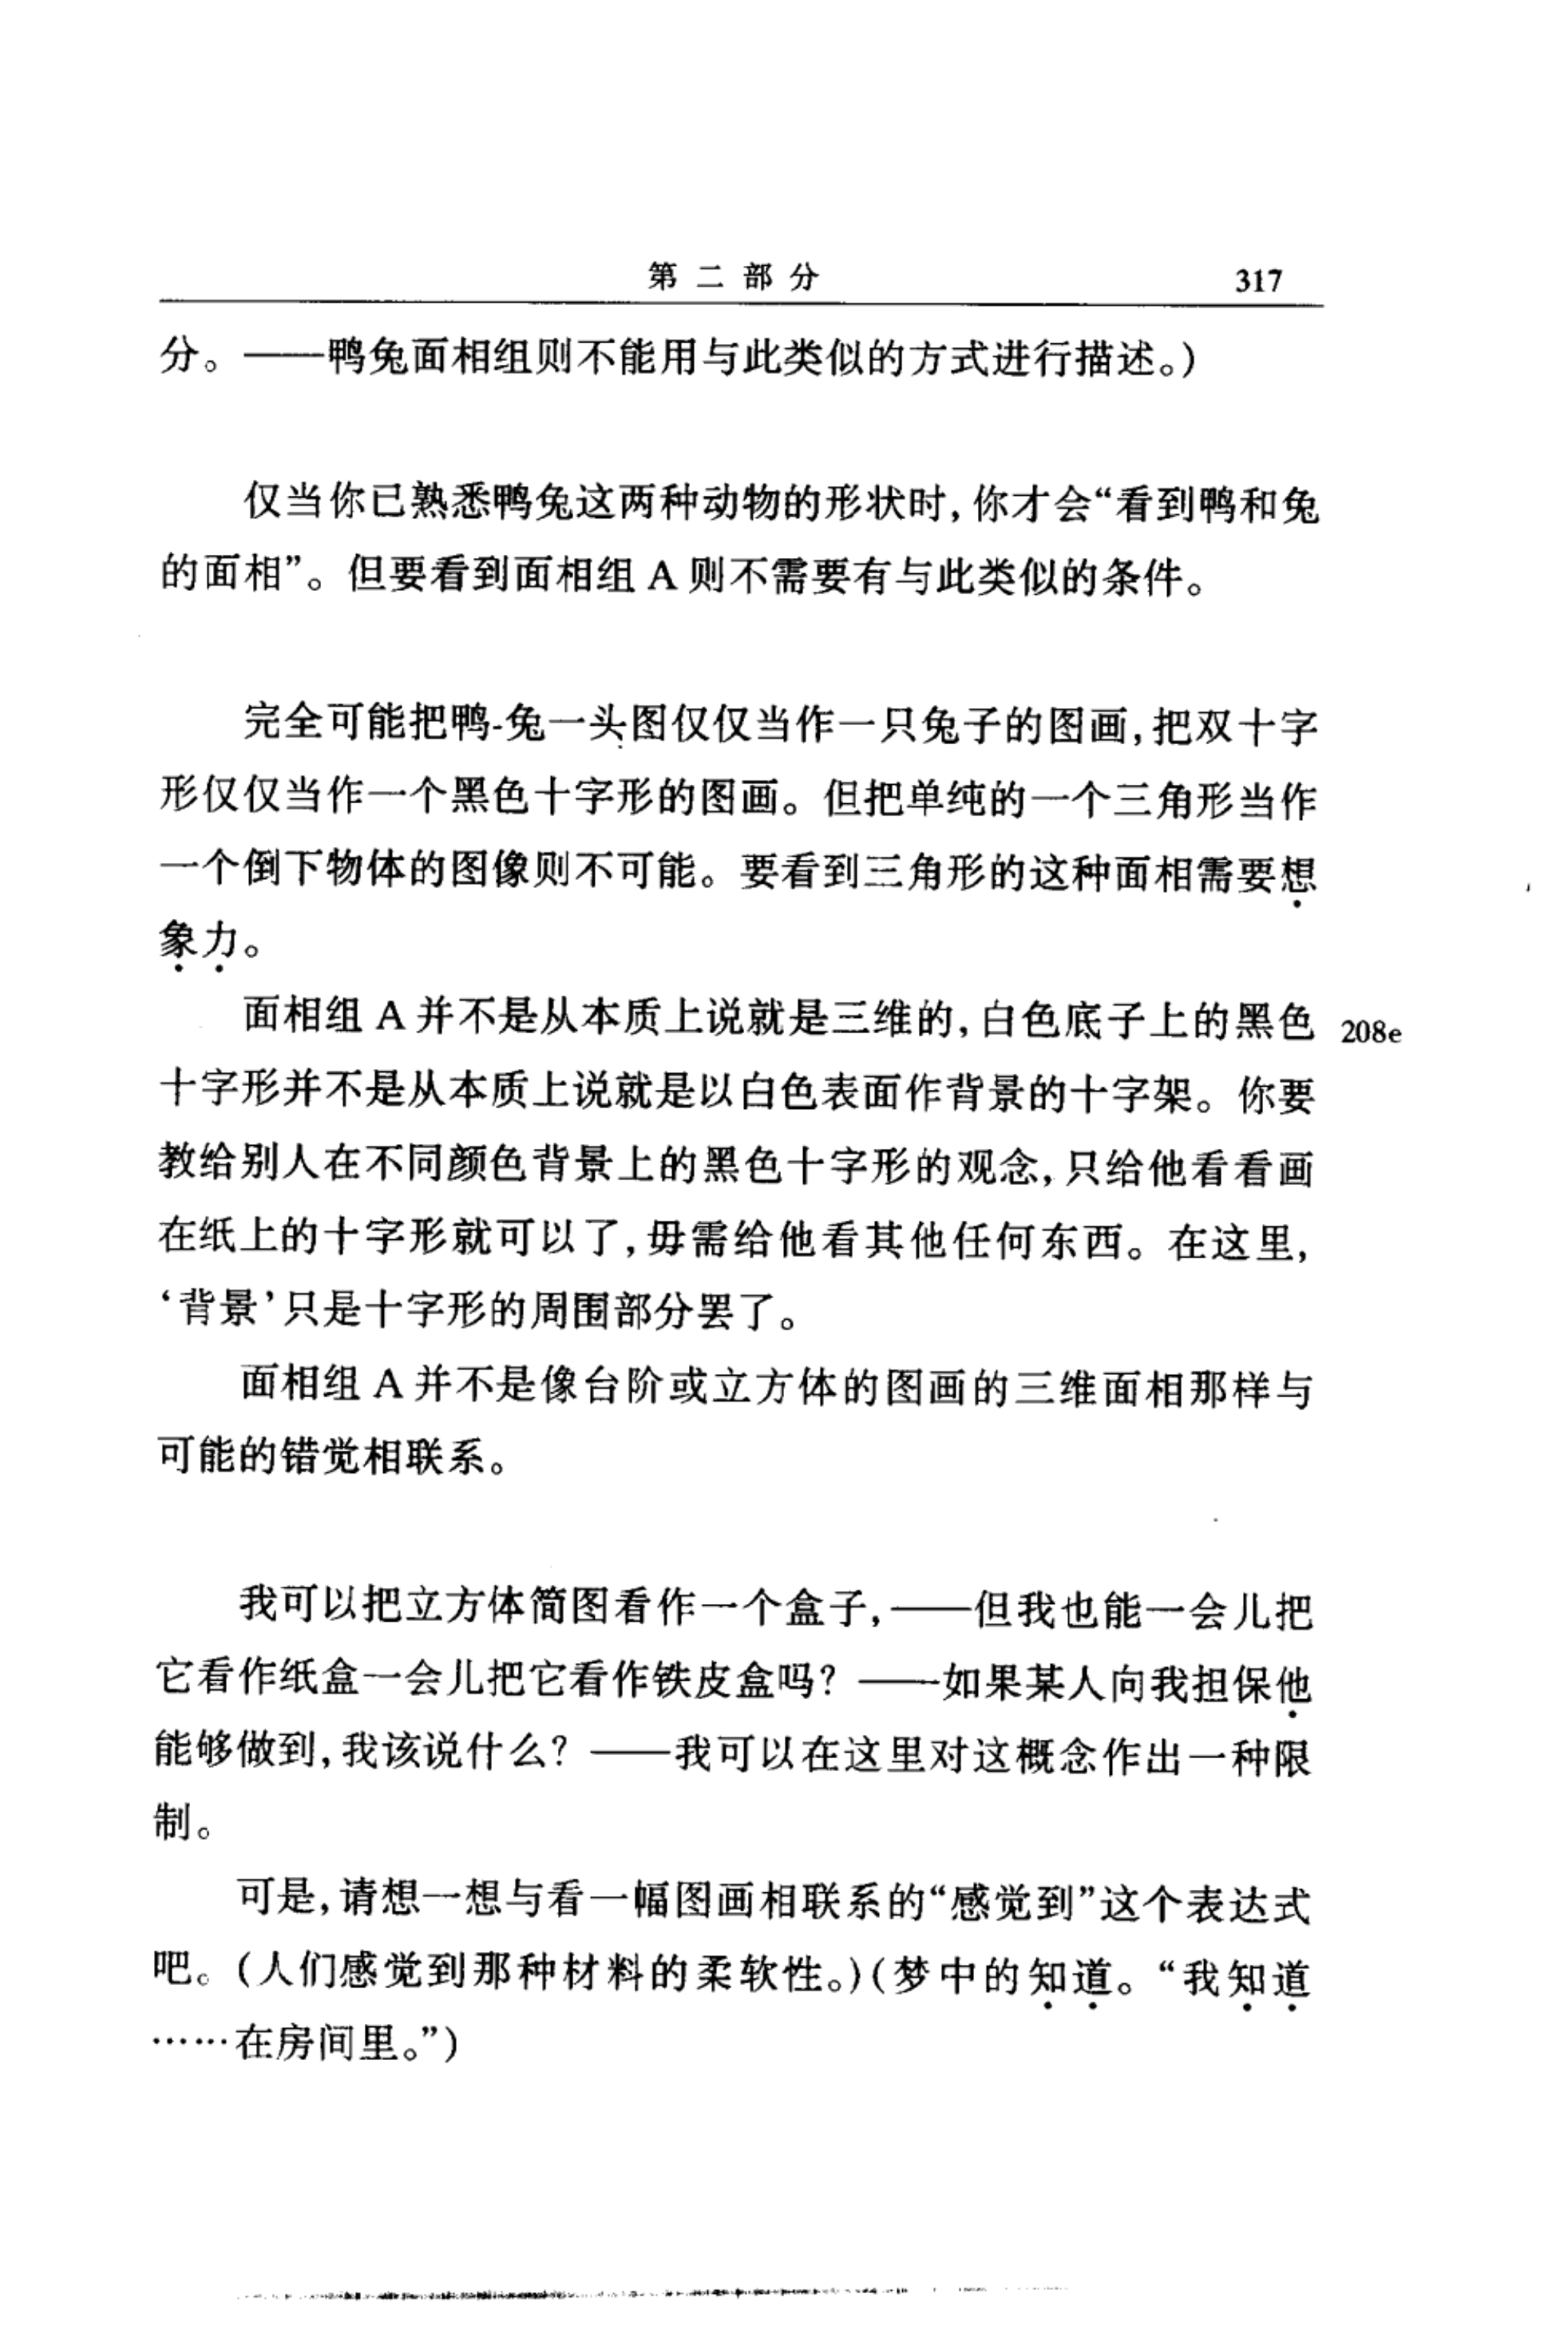 第二部分 317
分。——鸭兔面相组则不能用与此类似的方式进行描述。)
仅当你已熟悉鸭兔这两种动物的形状时,你才会“看到鸭和兔
的面相”。但要看到面相组 A 则不需要有与此类似的条件。
完全可能把鸭-兔一头图仅仅当作一只兔子的图画,把双十字
形仅仅当作一个黑色十字形的图画。但把单纯的一个三角形当作
一个倒下物体的图像则不可能。要看到三角形的这种面相需要想
象力。
面相组 A 并不是从本质上说就是三维的,白色底子上的黑色 208e
十字形并不是从本质上说就是以白色表面作背景的十字架。你要
教给别人在不同颜色背景上的黑色十字形的观念,只给他看看画
在纸上的十字形就可以了,毋需给他看其他任何东西。在这里,
‘背景’只是十字形的周围部分罢了。
面相组 A 并不是像台阶或立方体的图画的三维面相那样与
可能的错觉相联系。
我可以把立方体简图看作一个盒子,——但我也能一会儿把
它看作纸盒一会儿把它看作铁皮盒吗?——如果某人向我担保他
能够做到,我该说什么?——我可以在这里对这概念作出一种限
制。
可是,请想一想与看一幅图画相联系的“感觉到”这个表达式
吧。(人们感觉到那种材料的柔软性。)(梦中的知道。“我知道
……在房间里。”)